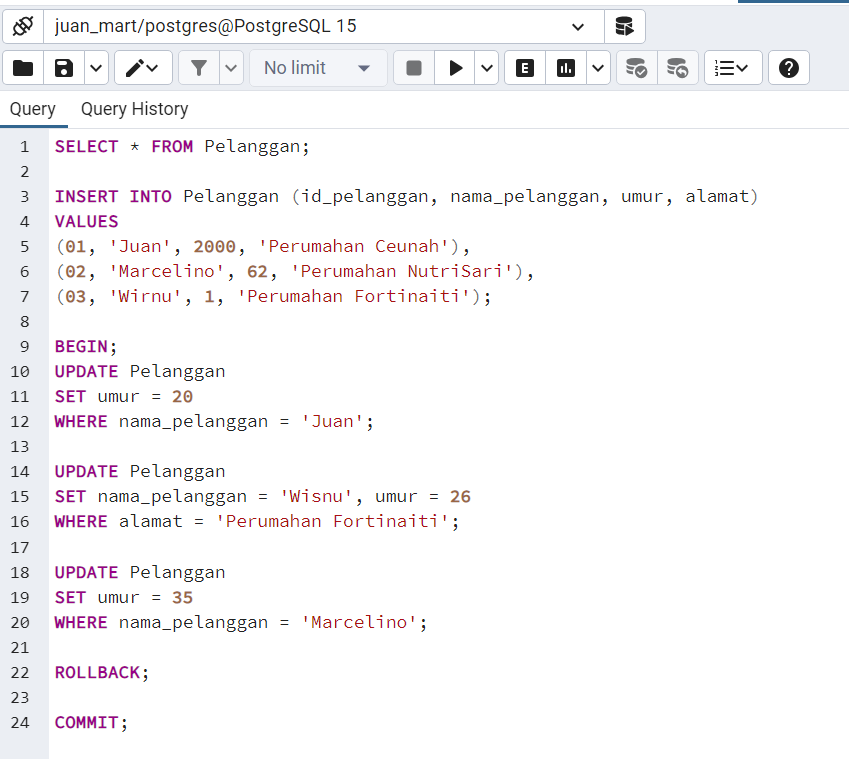 juan_mart/postgres@PostgreSQL 15
No limit
E
Query Query History
1 SELECT * FROM Pelanggan;
2
3 INSERT INTO Pelanggan (id_pelanggan, nama_pelanggan, umur, alamat)
4 VALUES
5 (01, 'Juan', 2000, 'Perumahan Ceunah'),
6 (02, 'Marcelino', 62, 'Perumahan NutriSari'),
7 (03, 'Wirnu', 1, 'Perumahan Fortinaiti');
8
9 BEGIN;
10 UPDATE Pelanggan
11 SET umur = 20
12 WHERE nama_pelanggan = 'Juan';
13
14 UPDATE Pelanggan
15 SET nama_pelanggan = 'Wisnu', umur = 26
16 WHERE alamat = 'Perumahan Fortinaiti';
17
18 UPDATE Pelanggan
19 SET umur = 35
20 WHERE nama_pelanggan = 'Marcelino';
21
22 ROLLBACK;
23
24 COMMIT;